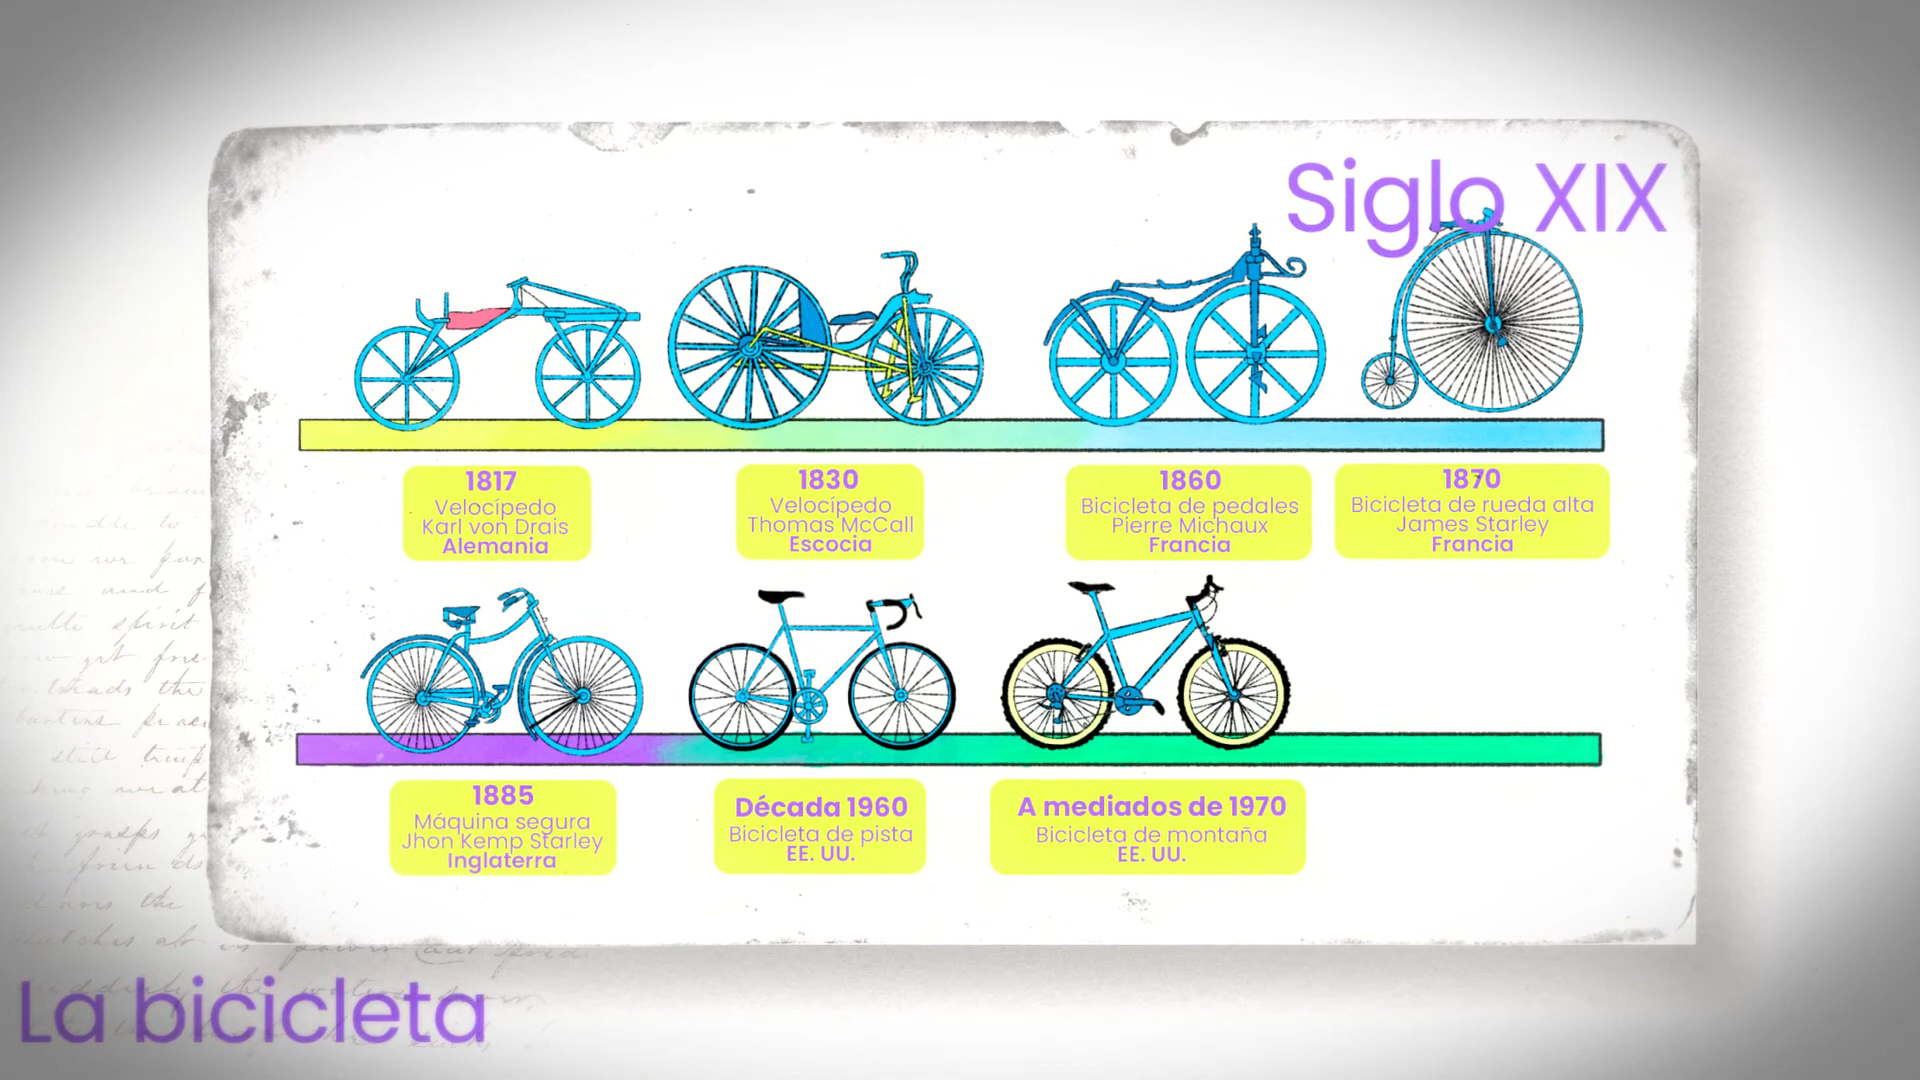 Siglo XIX
1817
Velocípedo
Karl von Drais
Alemania
1830
Velocípedo
Thomas McCall
Escocia
1860
Bicicleta de pedales
Pierre Michaux
Francia
1870
Bicicleta de rueda alta
James Starley
Francia
1885
Máquina segura
Jhon Kemp Starley
Inglaterra
Década 1960
Bicicleta de pista
EE. UU.
A mediados de 1970
Bicicleta de montaña
EE. UU.
La bicicleta